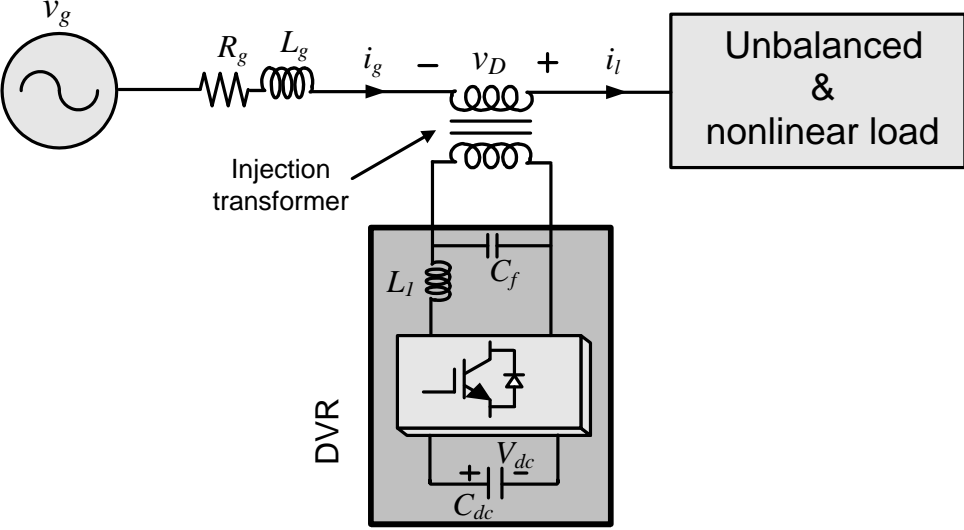 v_g
R_g
L_g
i_g
− v_D +
i_l
Unbalanced
&
nonlinear load
Injection
transformer
C_f
L_1
DVR
V_dc
+ −
C_dc